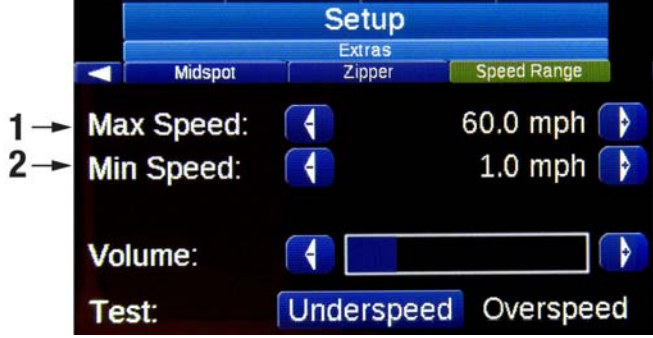 Setup
Extras
Midspot Zipper Speed Range
1 Max Speed: - 60.0 mph +
2 Min Speed: - 1.0 mph +
Volume: - +
Test: Underspeed Overspeed